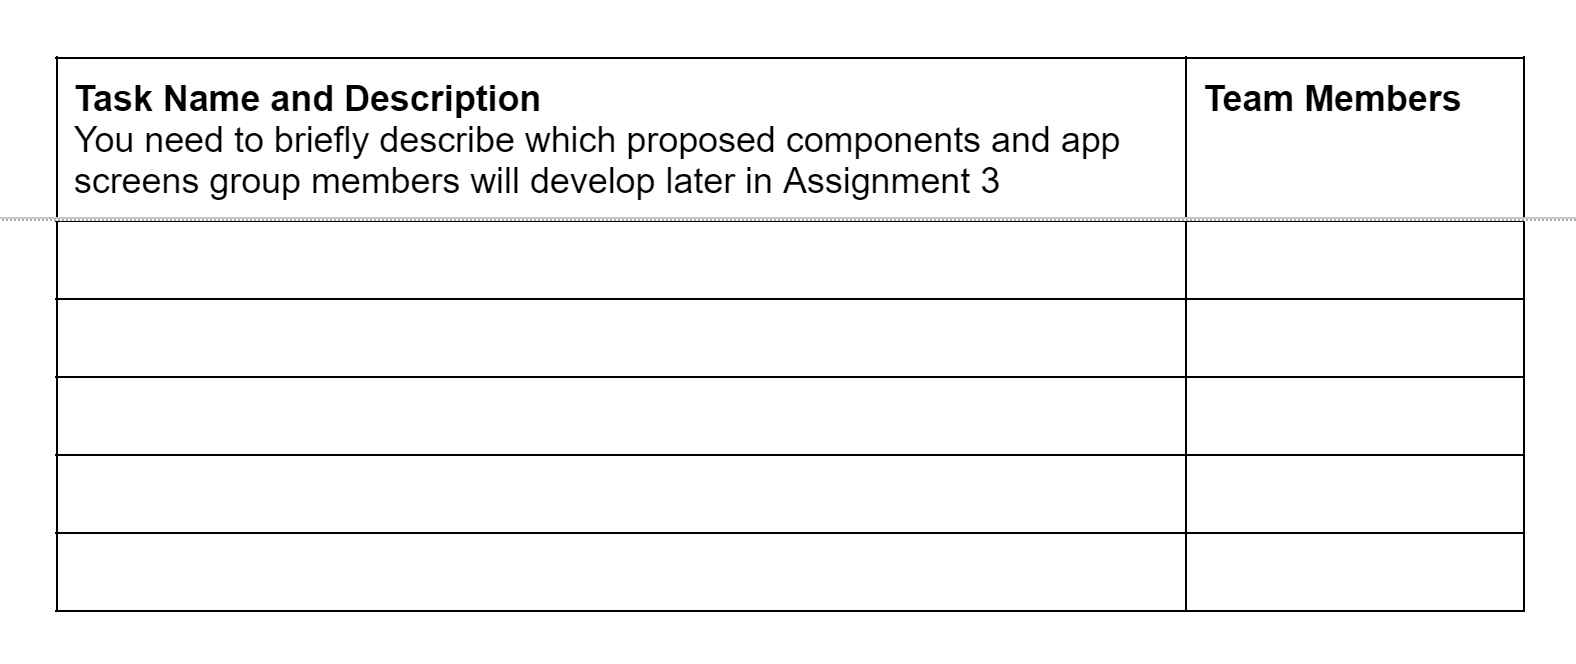 Task Name and Description
You need to briefly describe which proposed components and app
screens group members will develop later in Assignment 3
Team Members